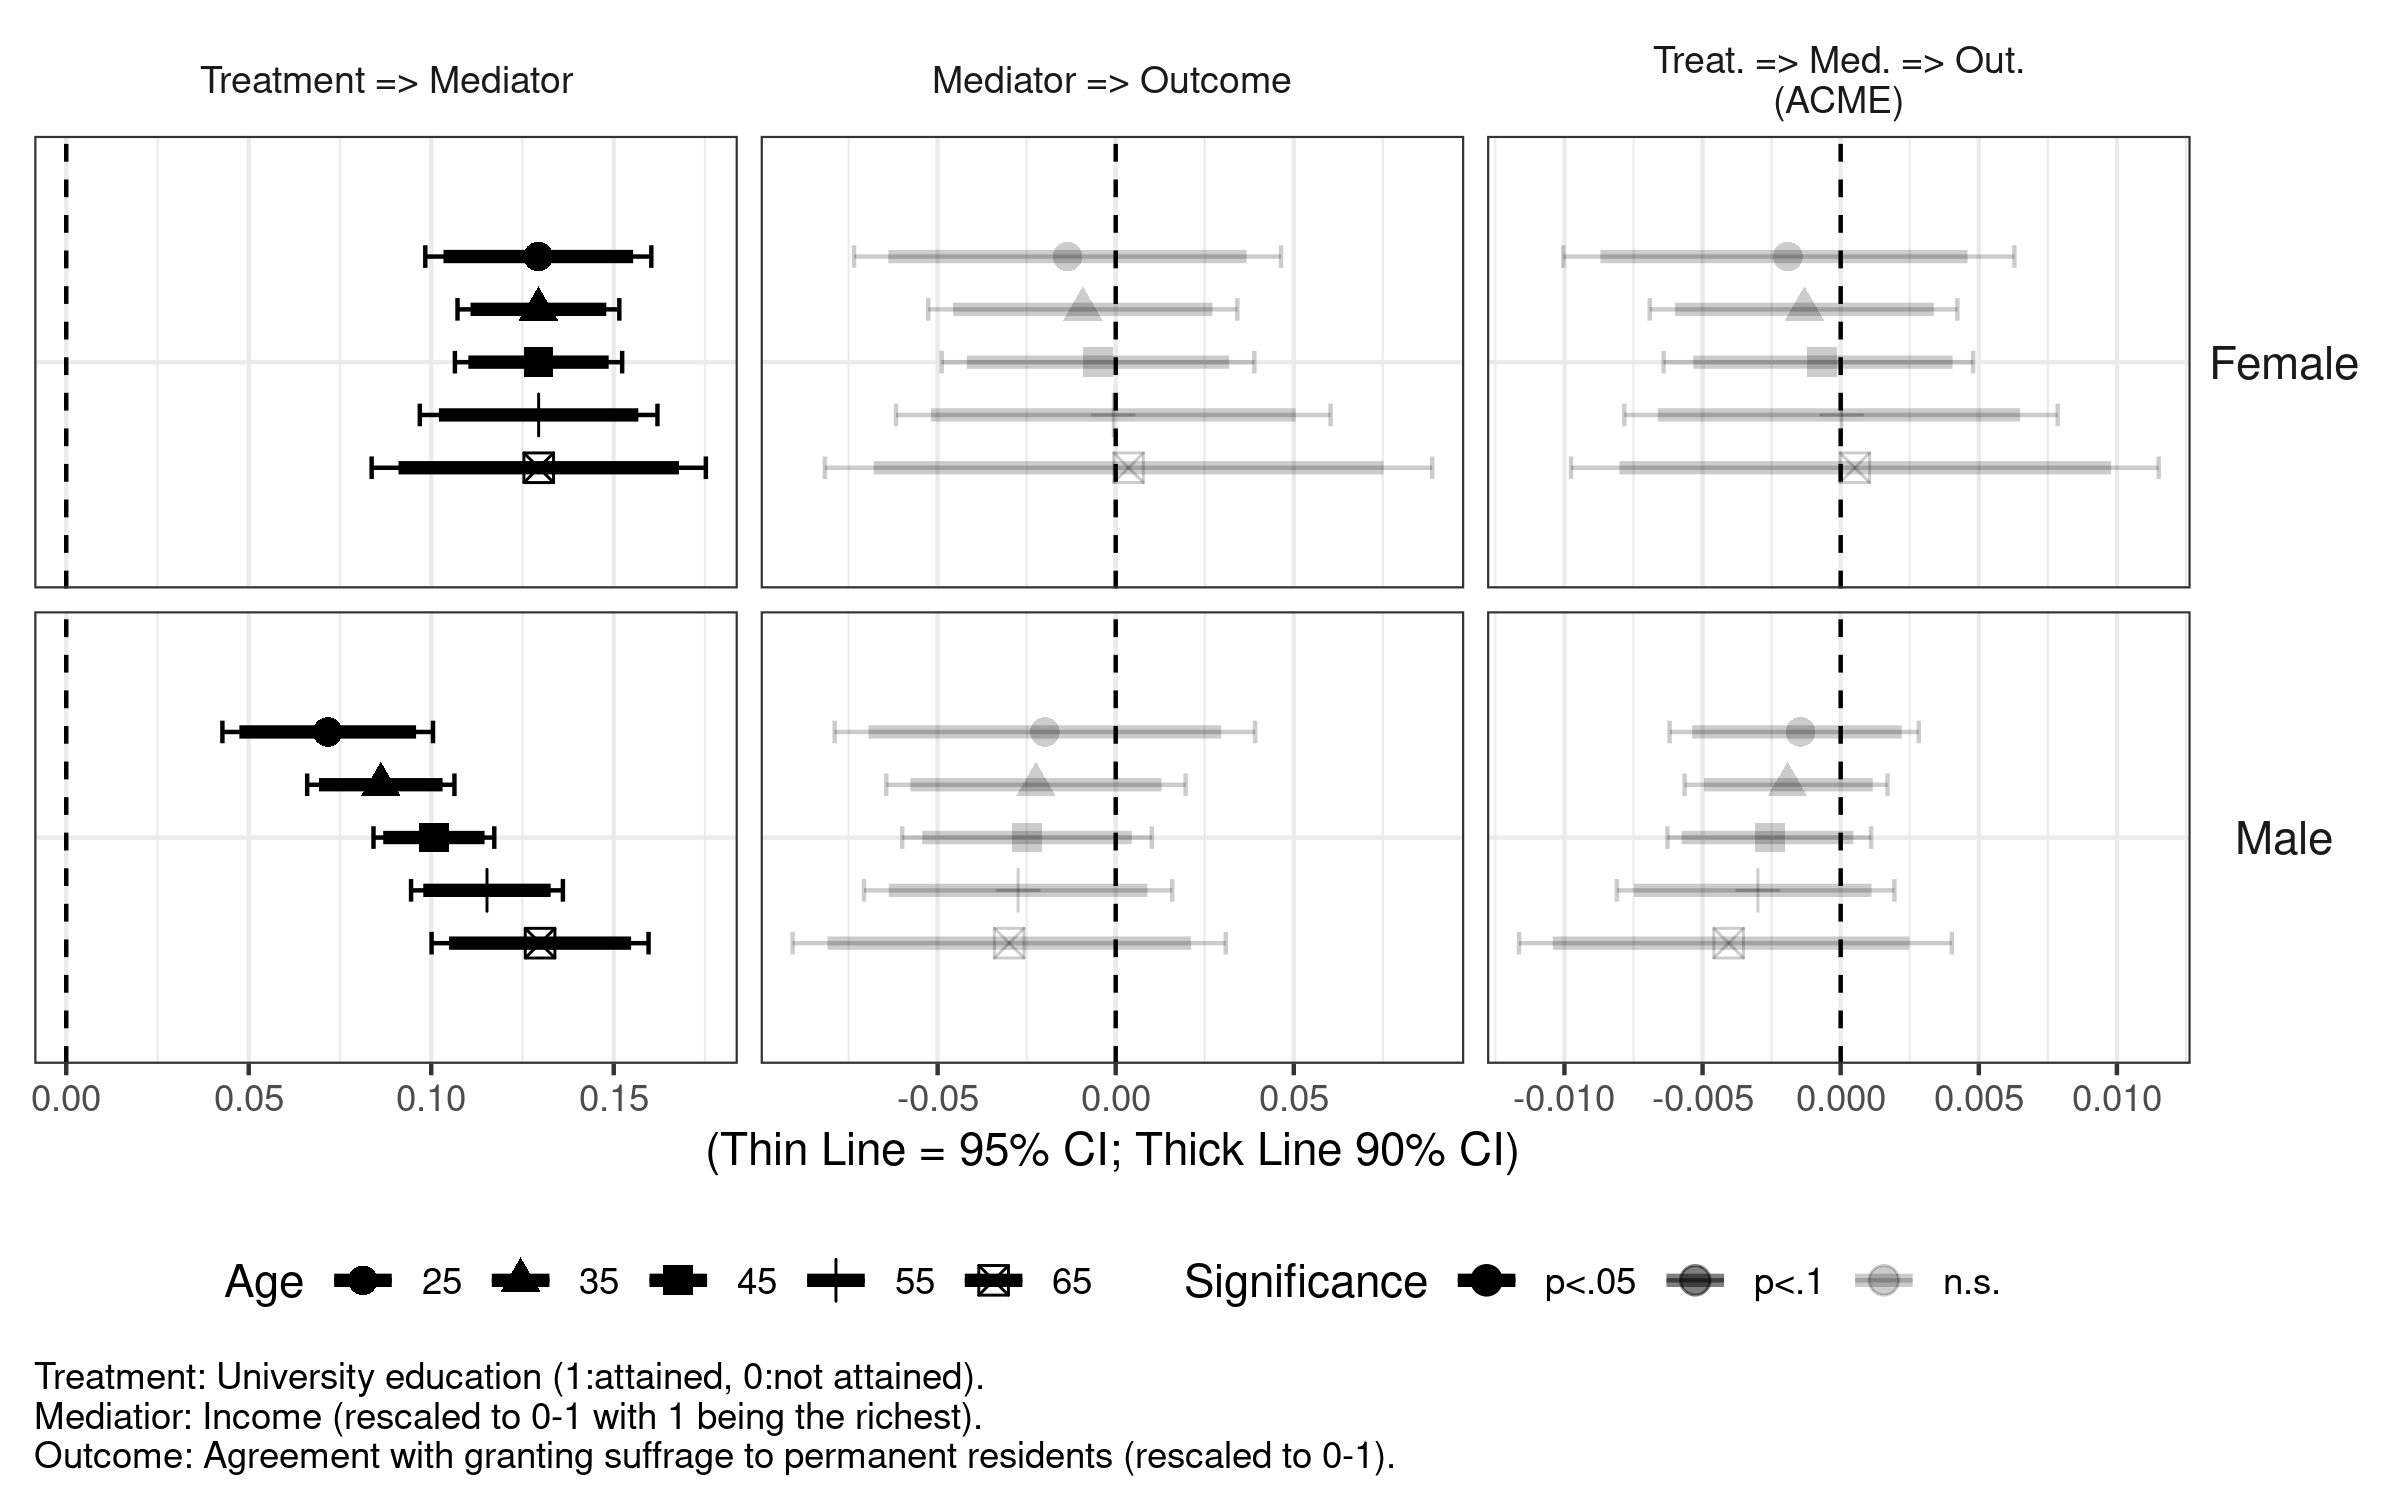 Treatment => Mediator
Mediator => Outcome
Treat. => Med. => Out.
(ACME)
Female
Male
0.00 0.05 0.10 0.15
-0.05 0.00 0.05
-0.010 -0.005 0.000 0.005 0.010
(Thin Line = 95% CI; Thick Line 90% CI)
Age 25 35 45 55 65 Significance p<.05 p<.1 n.s.
Treatment: University education (1:attained, 0:not attained).
Mediatior: Income (rescaled to 0-1 with 1 being the richest).
Outcome: Agreement with granting suffrage to permanent residents (rescaled to 0-1).